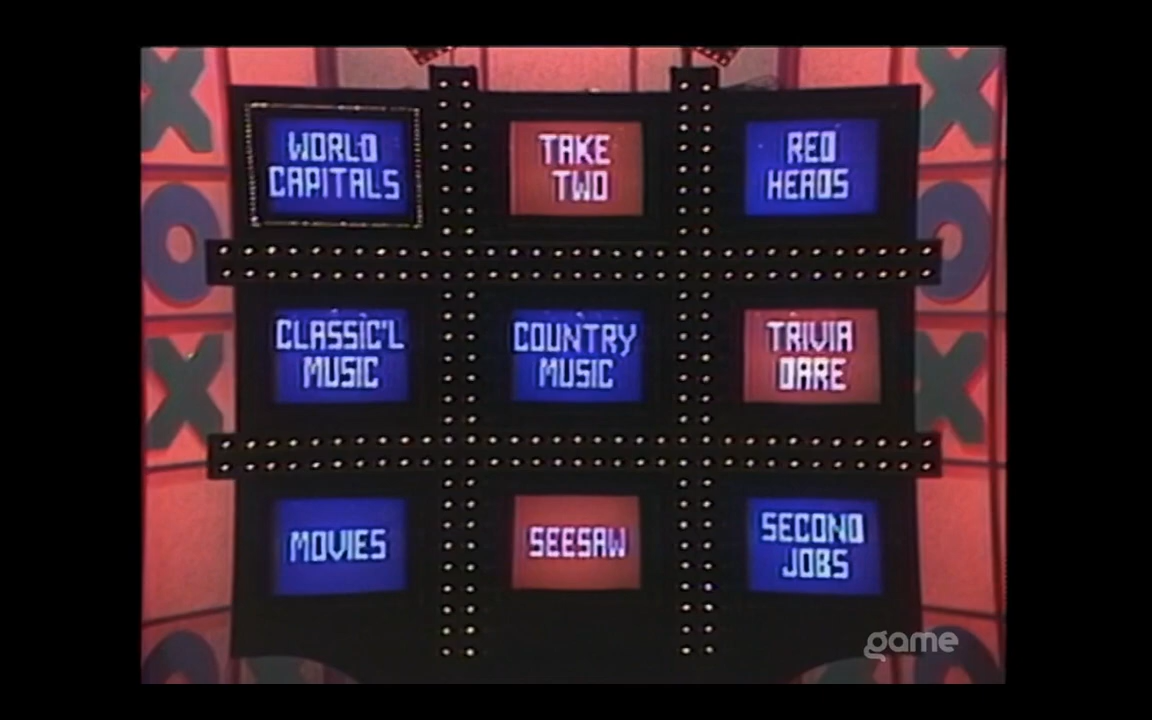 WORLD
CAPITALS
TAKE
TWO
RED
HEADS
CLASSIC'L
MUSIC
COUNTRY
MUSIC
TRIVIA
DARE
MOVIES
SEESAW
SECOND
JOBS
game